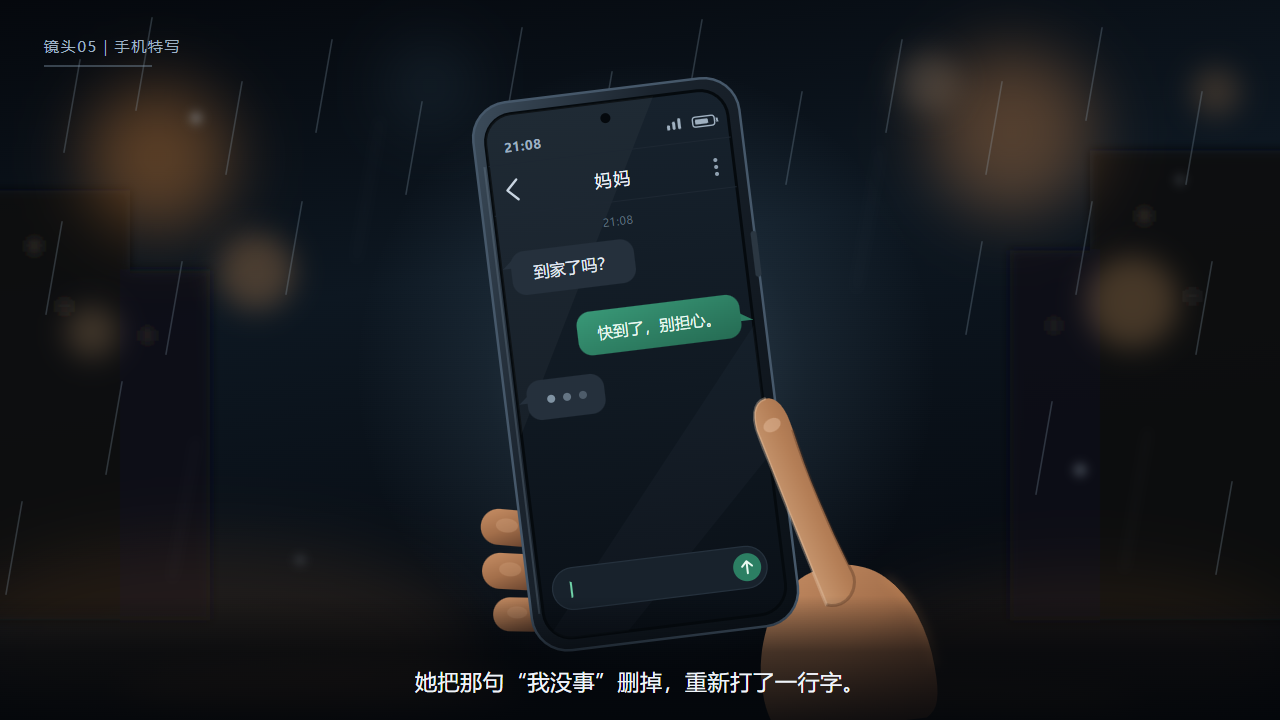 镜头05｜手机特写
21:08
妈妈
21:08
到家了吗？
快到了，别担心。
她把那句“我没事”删掉，重新打了一行字。